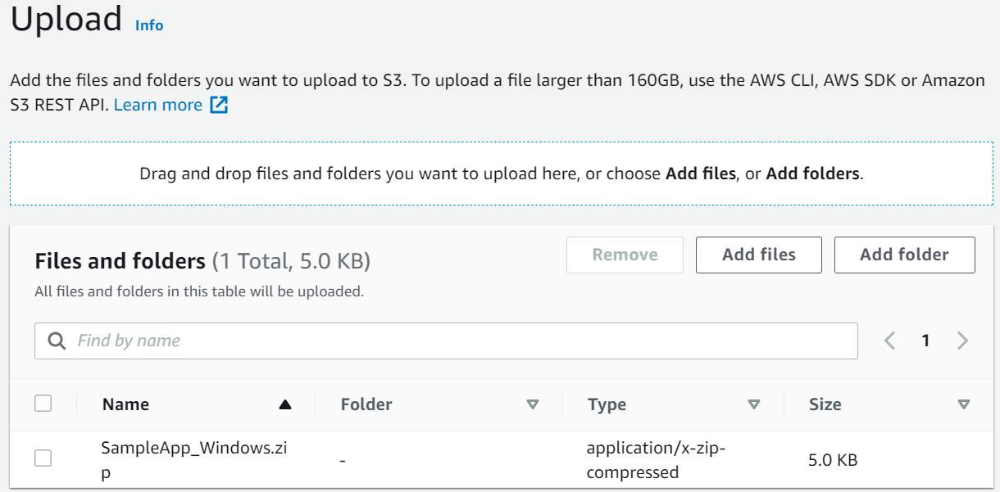 Upload Info
Add the files and folders you want to upload to S3. To upload a file larger than 160GB, use the AWS CLI, AWS SDK or Amazon
S3 REST API. Learn more
Drag and drop files and folders you want to upload here, or choose Add files, or Add folders.
Files and folders (1 Total, 5.0 KB) Remove Add files Add folder
All files and folders in this table will be uploaded.
Find by name 1
Name Folder Type Size
SampleApp_Windows.zi application/x-zip-
p - compressed 5.0 KB